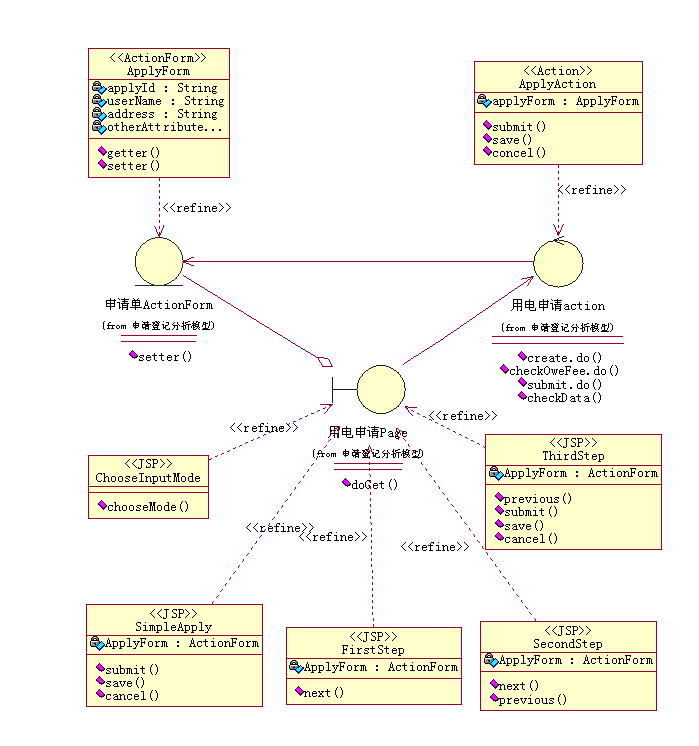 <<ActionForm>>
ApplyForm
applyId : String
userName : String
address : String
otherAttribute...
getter()
setter()
<<Action>>
ApplyAction
applyForm : ApplyForm
submit()
save()
concel()
<<refine>>
<<refine>>
申请单ActionForm
(from 申请登记分析模型)
setter()
用电申请action
(from 申请登记分析模型)
create.do()
checkOweFee.do()
submit.do()
checkData()
用电申请Page
(from 申请登记分析模型)
doGet()
<<refine>>
<<refine>>
<<JSP>>
ChooseInputMode
chooseMode()
<<JSP>>
ThirdStep
ApplyForm : ActionForm
previous()
submit()
save()
cancel()
<<refine>>
<<refine>>
<<refine>>
<<JSP>>
SimpleApply
ApplyForm : ActionForm
submit()
save()
cancel()
<<JSP>>
FirstStep
ApplyForm : ActionForm
next()
<<JSP>>
SecondStep
ApplyForm : ActionForm
next()
previous()